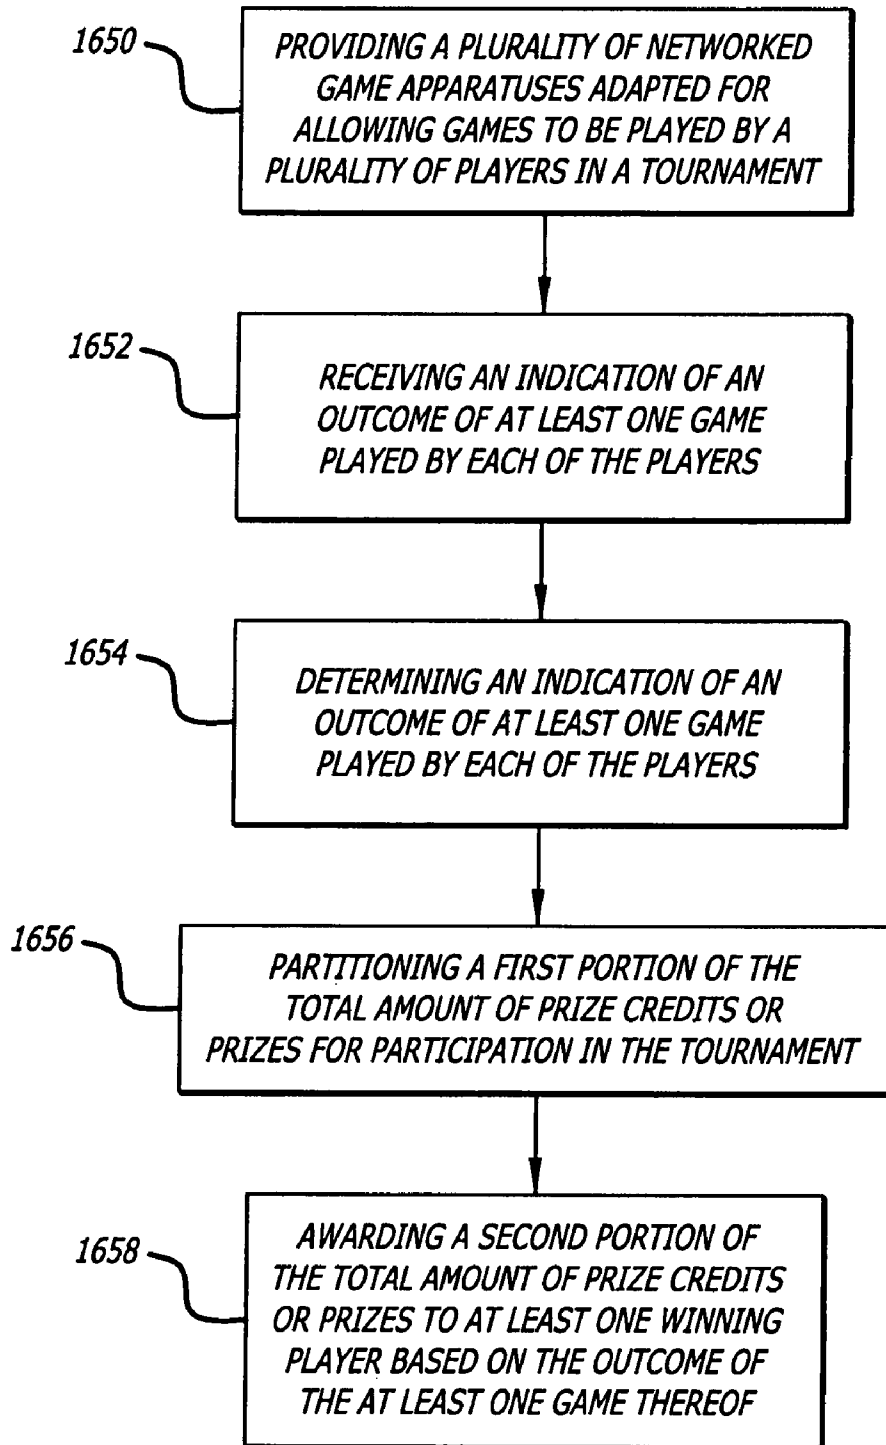 1650
PROVIDING A PLURALITY OF NETWORKED
GAME APPARATUSES ADAPTED FOR
ALLOWING GAMES TO BE PLAYED BY A
PLURALITY OF PLAYERS IN A TOURNAMENT
1652
RECEIVING AN INDICATION OF AN
OUTCOME OF AT LEAST ONE GAME
PLAYED BY EACH OF THE PLAYERS
1654
DETERMINING AN INDICATION OF AN
OUTCOME OF AT LEAST ONE GAME
PLAYED BY EACH OF THE PLAYERS
1656
PARTITIONING A FIRST PORTION OF THE
TOTAL AMOUNT OF PRIZE CREDITS OR
PRIZES FOR PARTICIPATION IN THE TOURNAMENT
1658
AWARDING A SECOND PORTION OF
THE TOTAL AMOUNT OF PRIZE CREDITS
OR PRIZES TO AT LEAST ONE WINNING
PLAYER BASED ON THE OUTCOME OF
THE AT LEAST ONE GAME THEREOF